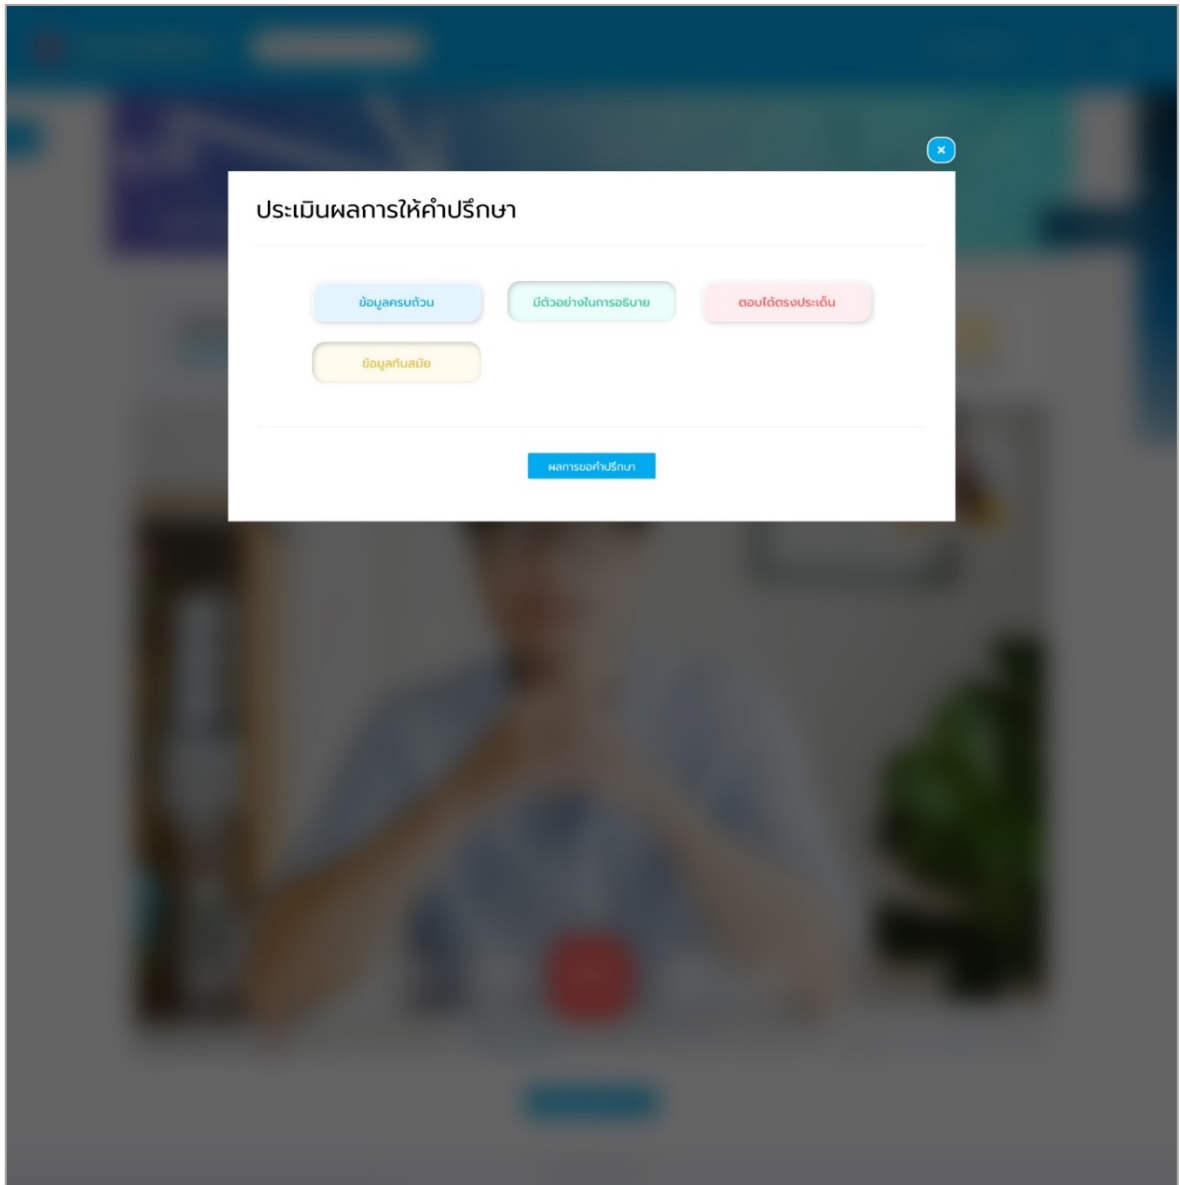 ประเมินผลการให้คำปรึกษา
ข้อมูลครบถ้วน
มีตัวอย่างในการอธิบาย
ตอบได้ตรงประเด็น
ข้อมูลทันสมัย
ผลการขอคำปรึกษา